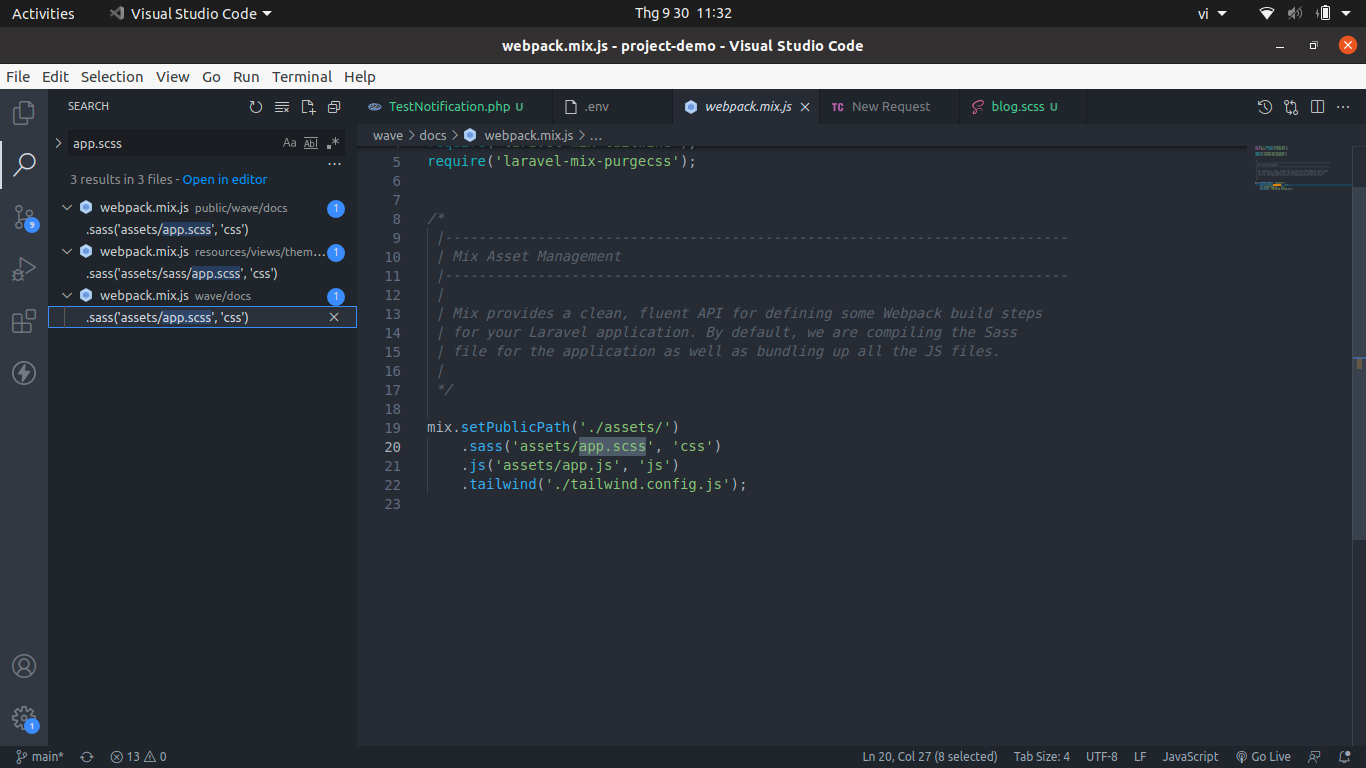 Activities
Visual Studio Code
Thg 9 30 11:32
vi
webpack.mix.js - project-demo - Visual Studio Code
File Edit Selection View Go Run Terminal Help
SEARCH
app.scss
Aa Abl .*
3 results in 3 files - Open in editor
webpack.mix.js public/wave/docs 1
.sass('assets/app.scss', 'css')
webpack.mix.js resources/views/them... 1
.sass('assets/sass/app.scss', 'css')
webpack.mix.js wave/docs 1
.sass('assets/app.scss', 'css')
9
1
TestNotification.php U
.env
webpack.mix.js
TC New Request
blog.scss U
wave > docs > webpack.mix.js > ...
5 require('laravel-mix-purgecss');
6
7
8 /*
9 |--------------------------------------------------------------------------
10 | Mix Asset Management
11 |--------------------------------------------------------------------------
12 |
13 | Mix provides a clean, fluent API for defining some Webpack build steps
14 | for your Laravel application. By default, we are compiling the Sass
15 | file for the application as well as bundling up all the JS files.
16 |
17 */
18
19 mix.setPublicPath('./assets/')
20 .sass('assets/app.scss', 'css')
21 .js('assets/app.js', 'js')
22 .tailwind('./tailwind.config.js');
23
main* 13 0 Ln 20, Col 27 (8 selected) Tab Size: 4 UTF-8 LF JavaScript Go Live